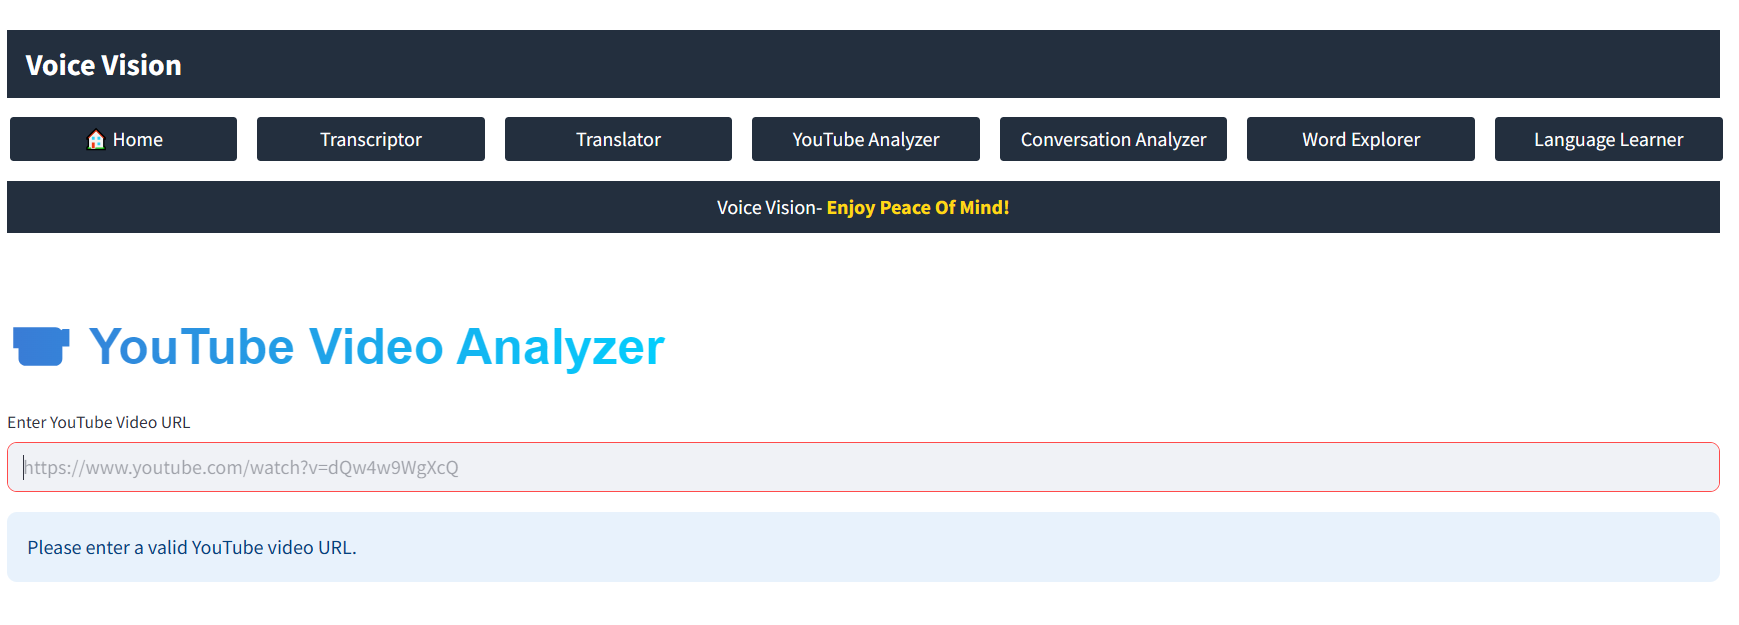 Voice Vision
🏠 Home Transcriptor Translator YouTube Analyzer Conversation Analyzer Word Explorer Language Learner
Voice Vision- Enjoy Peace Of Mind!
YouTube Video Analyzer
Enter YouTube Video URL
https://www.youtube.com/watch?v=dQw4w9WgXcQ
Please enter a valid YouTube video URL.